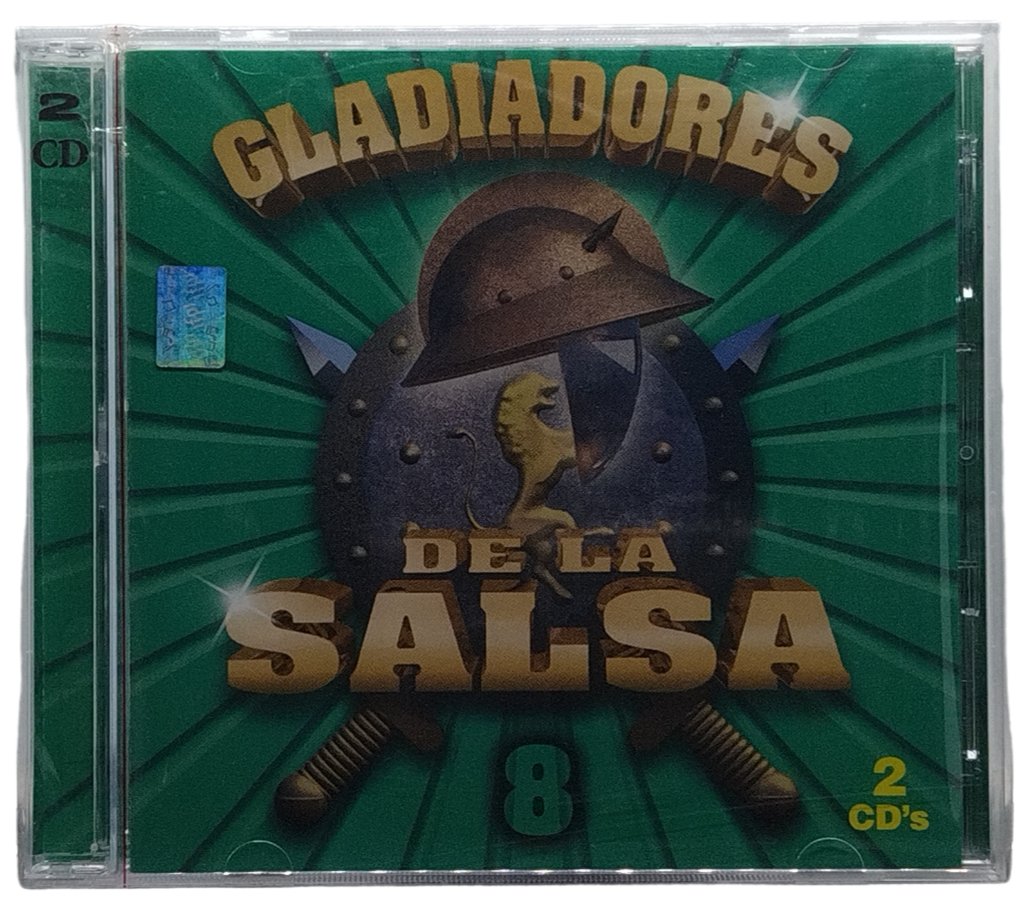 2
CD
GLADIADORES
DE LA
SALSA
8
2
CD's